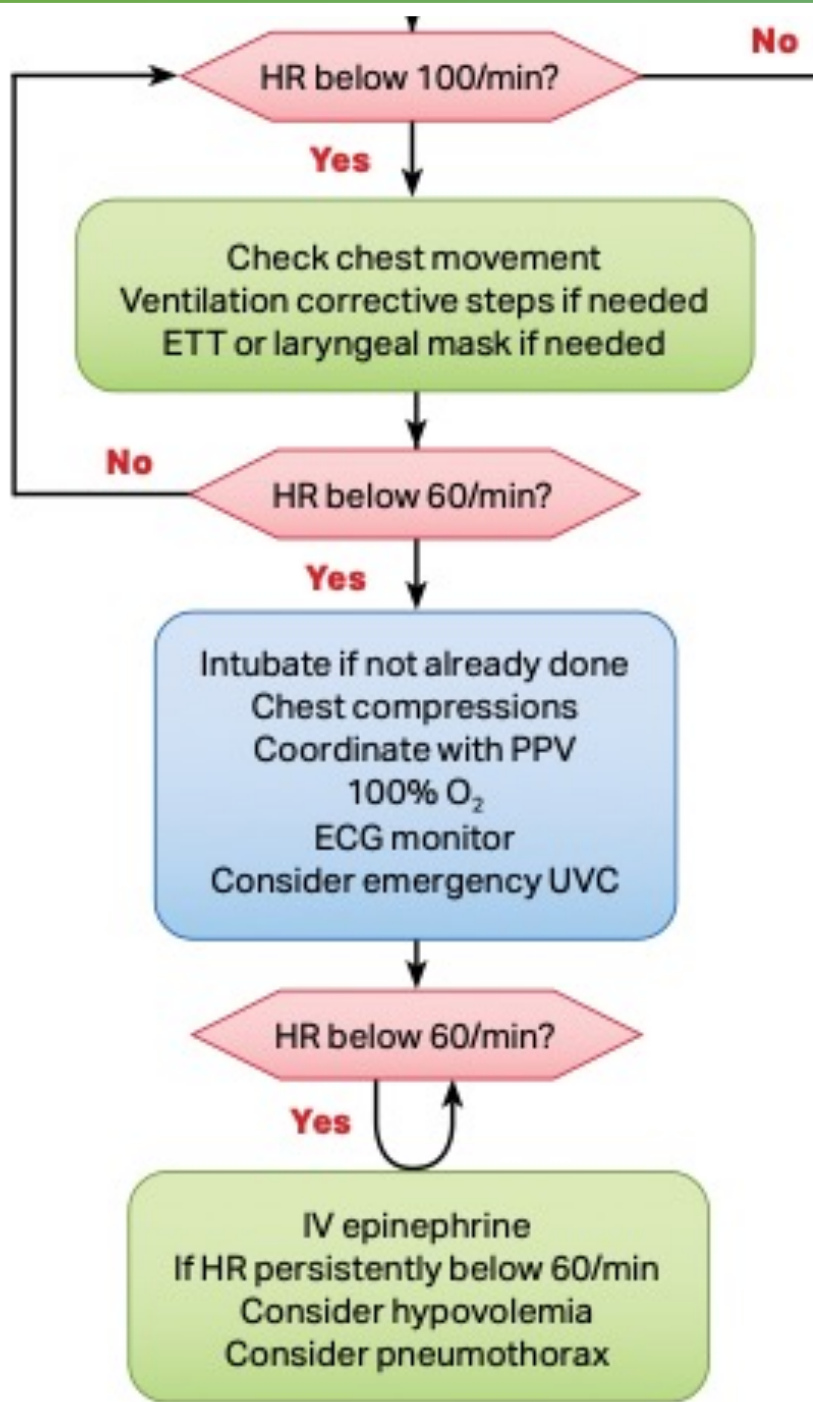 HR below 100/min?
No
Yes
Check chest movement
Ventilation corrective steps if needed
ETT or laryngeal mask if needed
No
HR below 60/min?
Yes
Intubate if not already done
Chest compressions
Coordinate with PPV
100% O₂
ECG monitor
Consider emergency UVC
HR below 60/min?
Yes
IV epinephrine
If HR persistently below 60/min
Consider hypovolemia
Consider pneumothorax